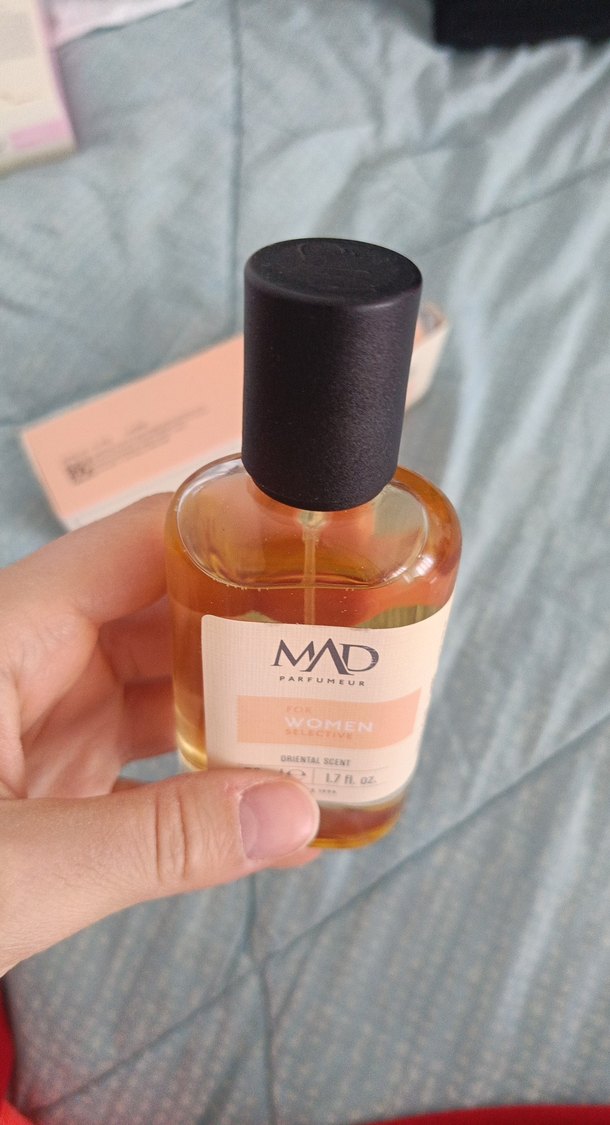 MAD
PARFUMEUR
FOR
WOMEN
SELECTIVE
ORIENTAL SCENT
1.7 fl. oz.